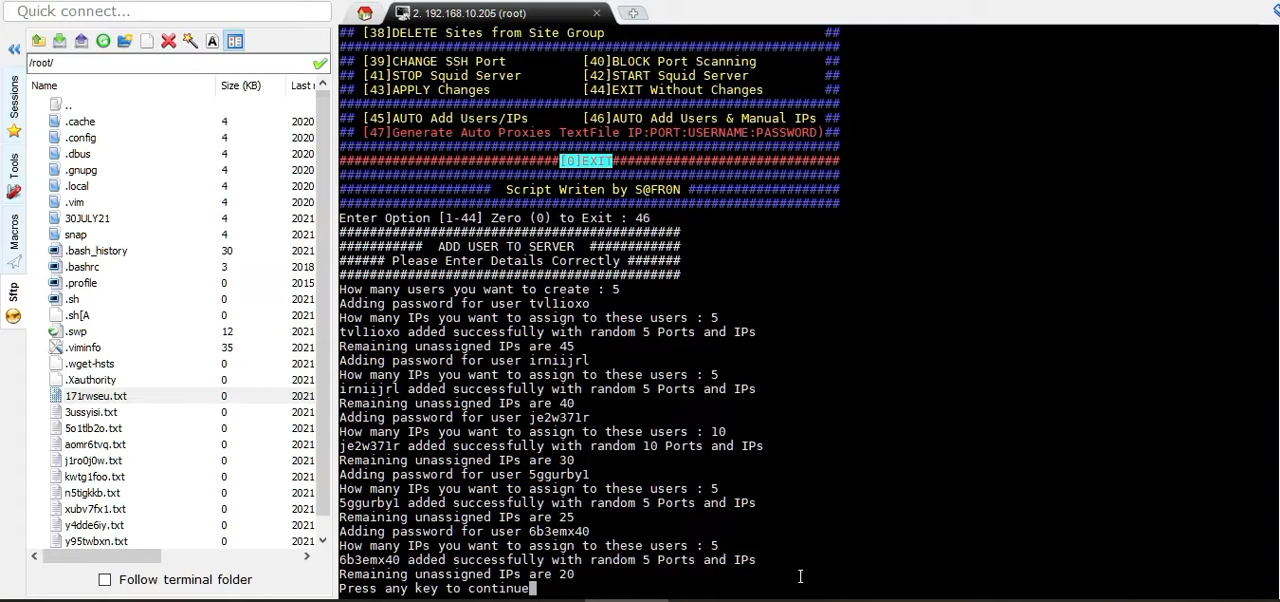 Quick connect...
2. 192.168.10.205 (root)
/root/
Name Size (KB) Last r
..
.cache 4 2020
.config 4 2020
.dbus 4 2021
.gnupg 4 2020
.local 4 2020
.vim 4 2020
30JULY21 4 2021
snap 4 2021
.bash_history 30 2021
.bashrc 3 2018
.profile 0 2015
.sh 0 2021
.sh[A 0 2021
.swp 12 2021
.viminfo 35 2021
.wget-hsts 0 2021
.Xauthority 0 2021
171rwseu.txt 0 2021
3ussyisi.txt 0 2021
5o1tlb2o.txt 0 2021
aomr6tvq.txt 0 2021
j1ro0j0w.txt 0 2021
kwtg1foo.txt 0 2021
n5tigkkb.txt 0 2021
xubv7fx1.txt 0 2021
y4dde6iy.txt 0 2021
y95twbxn.txt 0 2021
Follow terminal folder
Sessions
Tools
Macros
Sftp
## [38]DELETE Sites from Site Group ##
## [39]CHANGE SSH Port [40]BLOCK Port Scanning ##
## [41]STOP Squid Server [42]START Squid Server ##
## [43]APPLY Changes [44]EXIT Without Changes ##
## [45]AUTO Add Users/IPs [46]AUTO Add Users & Manual IPs ##
## [47]Generate Auto Proxies TextFile IP:PORT:USERNAME:PASSWORD)##
[0]EXIT
#################### Script Writen by S@FR0N ####################
Enter Option [1-44] Zero (0) to Exit : 46
###########  ADD USER TO SERVER  ############
###### Please Enter Details Correctly #######
How many users you want to create : 5
Adding password for user tvl1ioxo
How many IPs you want to assign to these users : 5
tvl1ioxo added successfully with random 5 Ports and IPs
Remaining unassigned IPs are 45
Adding password for user irniijrl
How many IPs you want to assign to these users : 5
irniijrl added successfully with random 5 Ports and IPs
Remaining unassigned IPs are 40
Adding password for user je2w371r
How many IPs you want to assign to these users : 10
je2w371r added successfully with random 10 Ports and IPs
Remaining unassigned IPs are 30
Adding password for user 5ggurby1
How many IPs you want to assign to these users : 5
5ggurby1 added successfully with random 5 Ports and IPs
Remaining unassigned IPs are 25
Adding password for user 6b3emx40
How many IPs you want to assign to these users : 5
6b3emx40 added successfully with random 5 Ports and IPs
Remaining unassigned IPs are 20
Press any key to continue